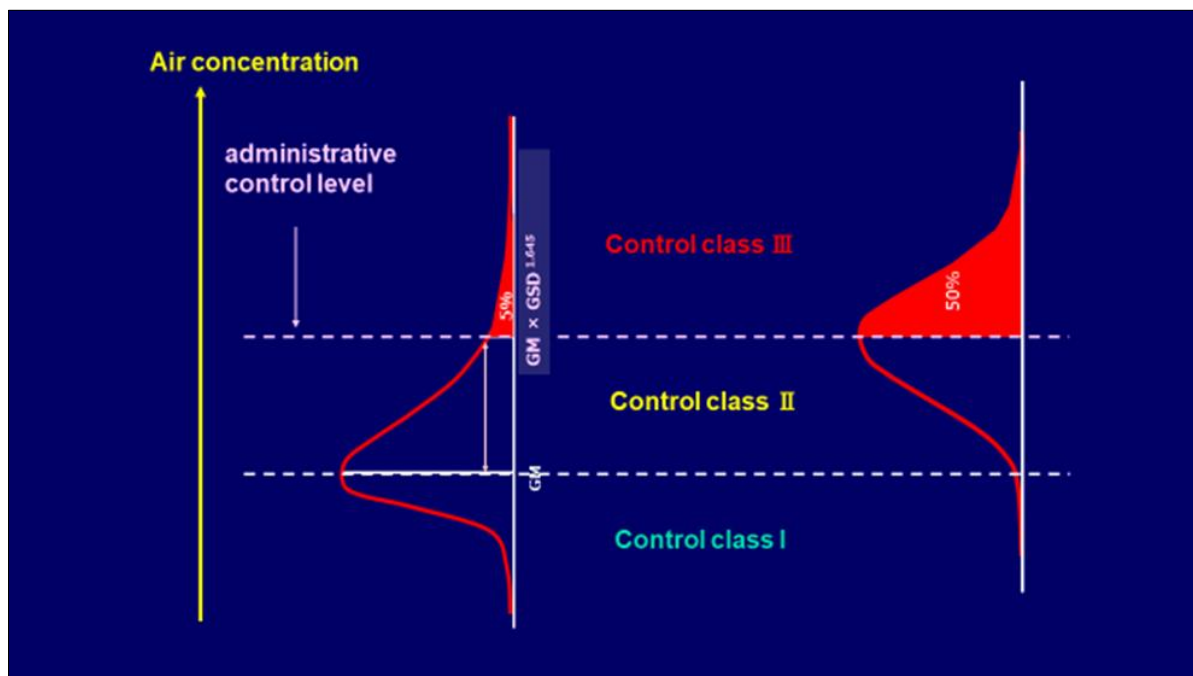 Air concentration
administrative
control level
5%
GM × GSD^1.645
GM
Control class Ⅲ
Control class Ⅱ
Control class Ⅰ
50%